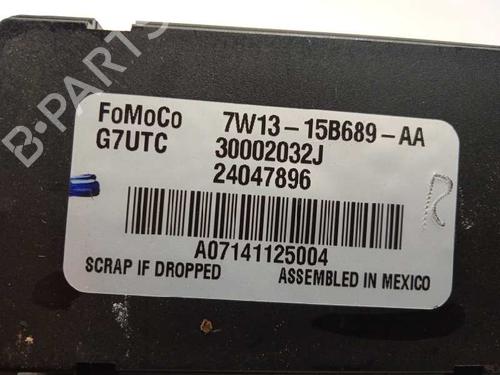 B-PARTS
FoMoCo 7W13-15B689-AA
G7UTC 30002032J
24047896
A07141125004
SCRAP IF DROPPED ASSEMBLED IN MEXICO
R